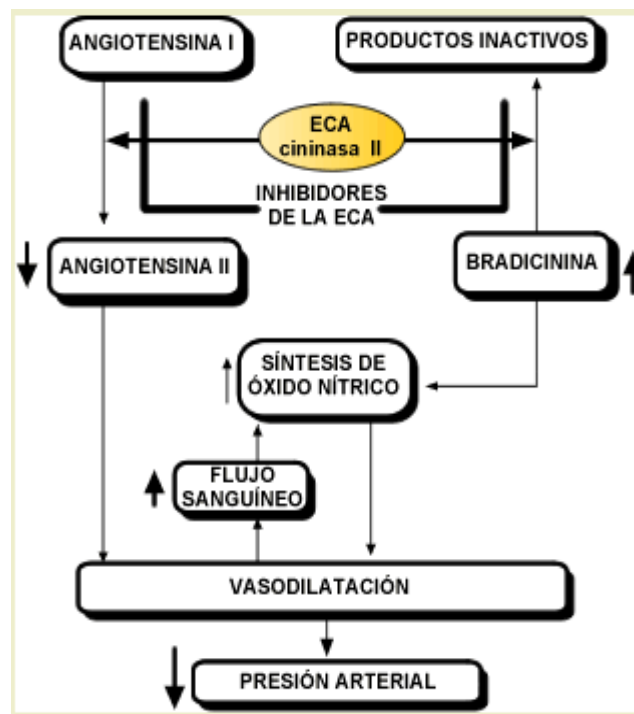 ANGIOTENSINA I
PRODUCTOS INACTIVOS
ECA
cininasa II
INHIBIDORES
DE LA ECA
ANGIOTENSINA II
BRADICININA
SÍNTESIS DE
ÓXIDO NÍTRICO
FLUJO
SANGUÍNEO
VASODILATACIÓN
PRESIÓN ARTERIAL